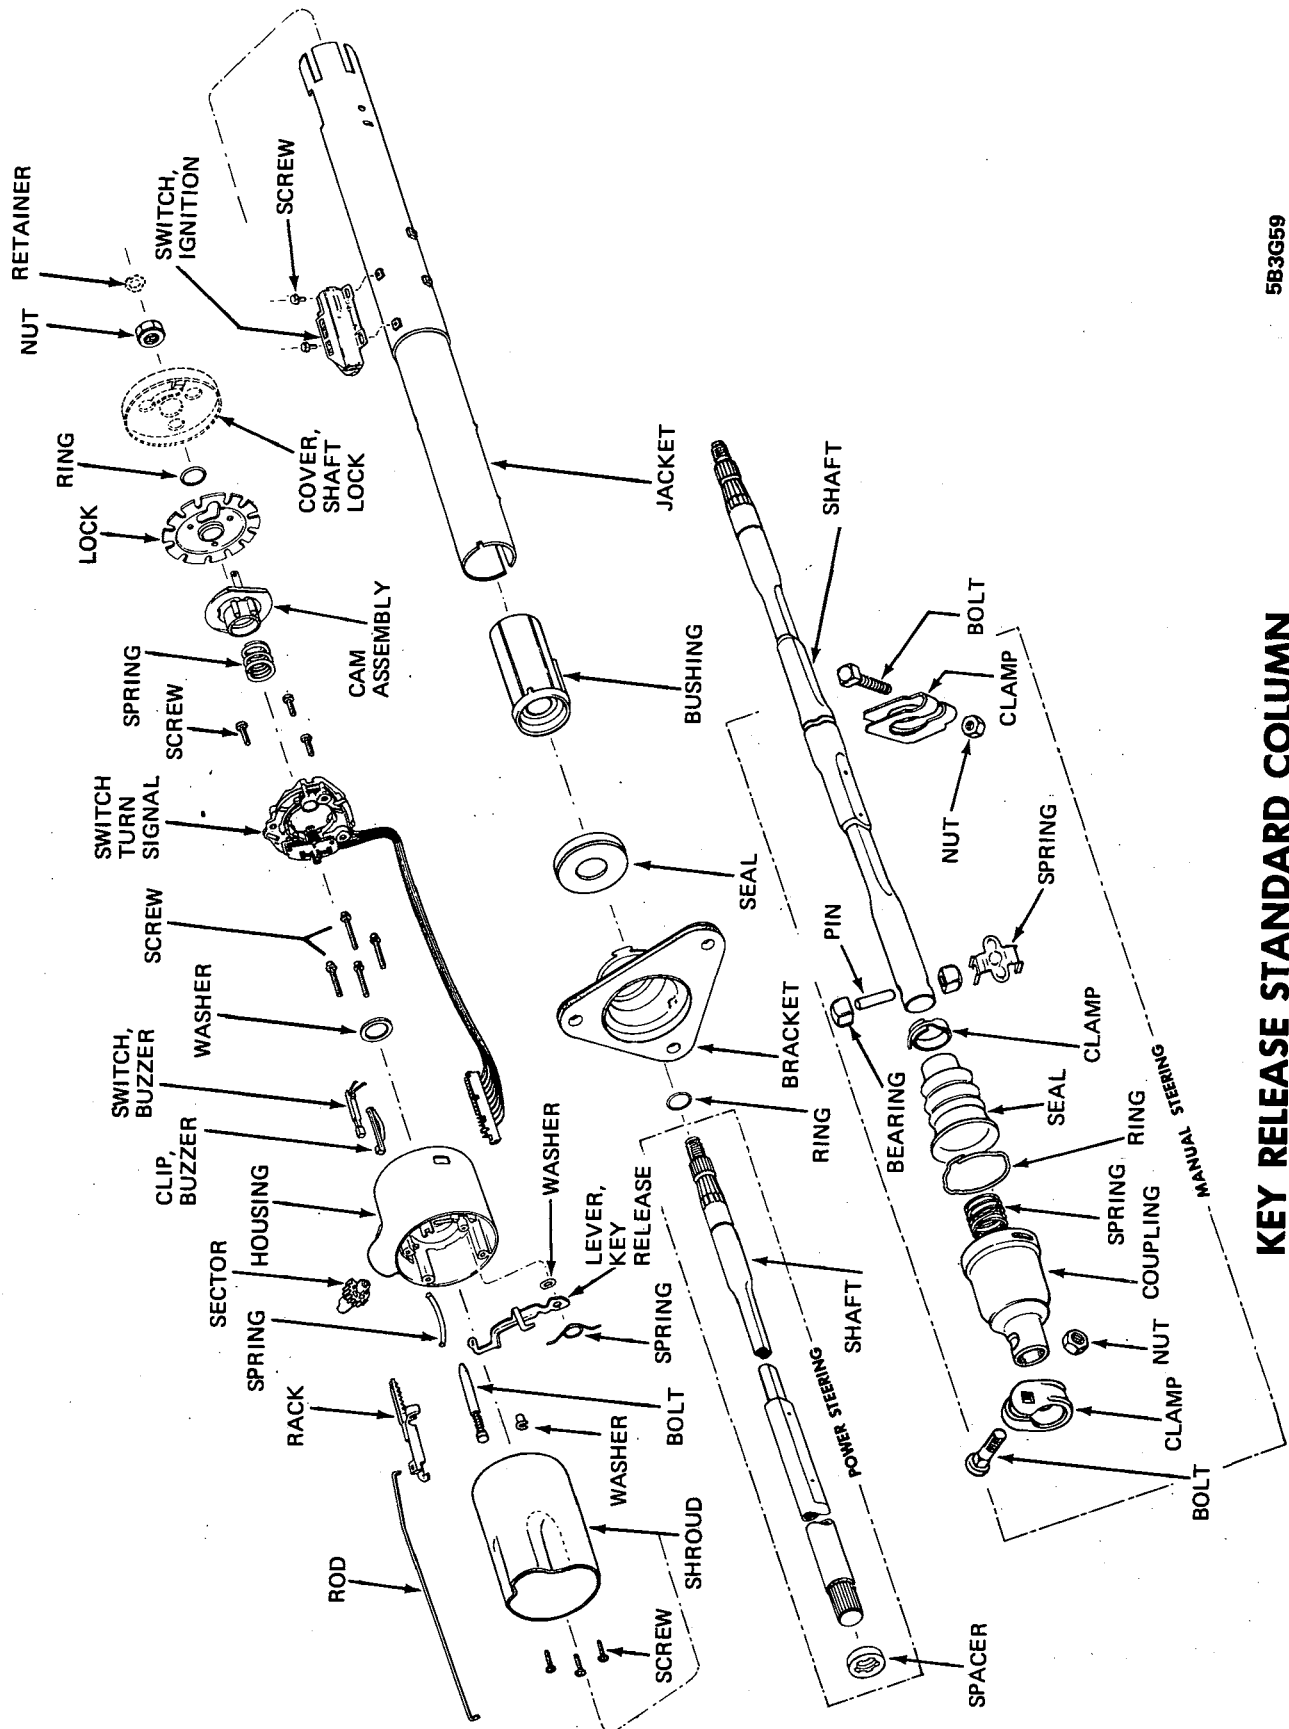 NUT
RETAINER
RING
LOCK
COVER,
SHAFT
LOCK
SPRING
SCREW
CAM
ASSEMBLY
SWITCH
TURN
SIGNAL
SCREW
WASHER
SWITCH,
BUZZER
CLIP,
BUZZER
HOUSING
SECTOR
SPRING
RACK
ROD
SWITCH,
IGNITION
SCREW
JACKET
BUSHING
SEAL
BRACKET
RING
WASHER
LEVER,
KEY
RELEASE
SPRING
BOLT
WASHER
SHROUD
SCREW
SHAFT
POWER STEERING
SPACER
SHAFT
BOLT
CLAMP
NUT
SPRING
PIN
BEARING
CLAMP
SEAL
RING
SPRING
COUPLING
NUT
CLAMP
BOLT
MANUAL STEERING
5B3G59
KEY RELEASE STANDARD COLUMN